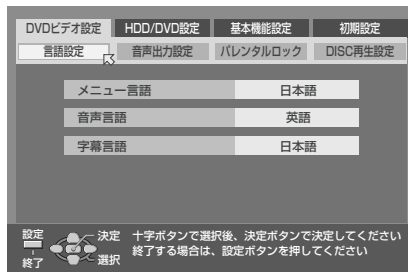 DVDビデオ設定 HDD/DVD設定 基本機能設定 初期設定
言語設定 音声出力設定 パレンタルロック DISC再生設定
メニュー言語 日本語
音声言語 英語
字幕言語 日本語
設定 決定 十字ボタンで選択後、決定ボタンで決定してください
終了 選択 終了する場合は、設定ボタンを押してください